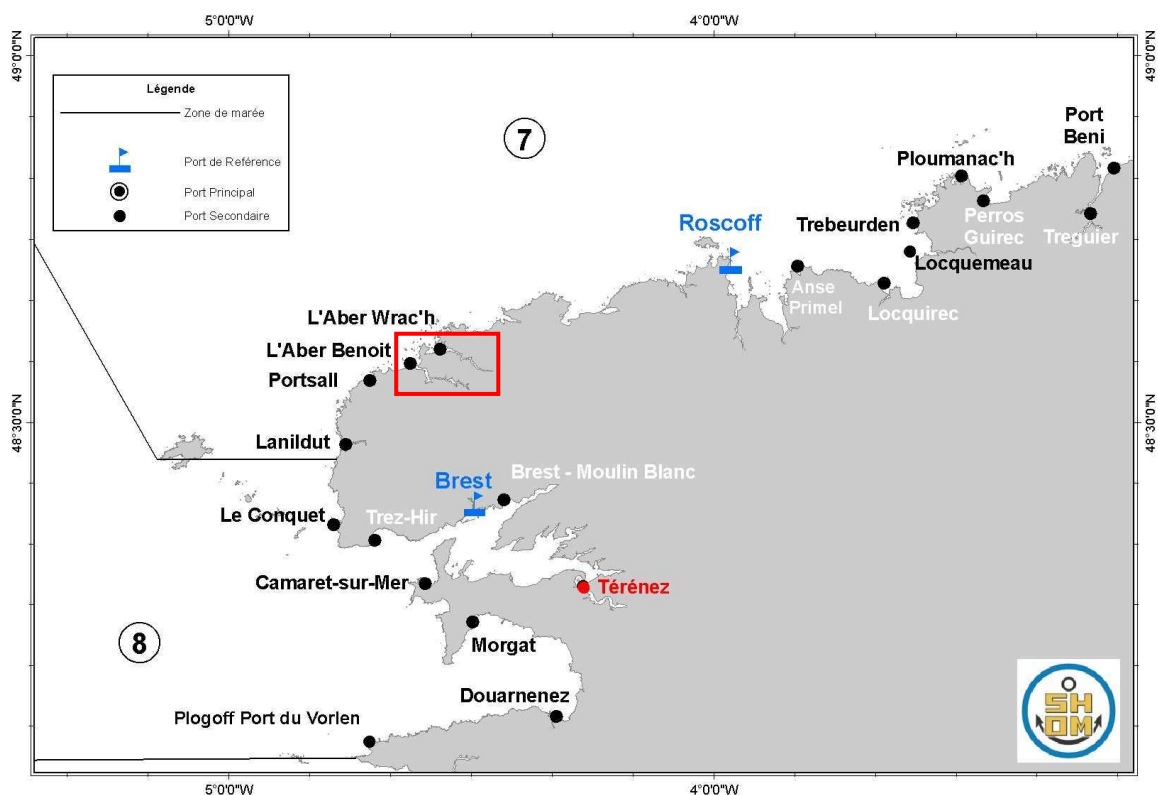 5°0'0"W
4°0'0"W
49°0'0"N
49°0'0"N
Légende
Zone de marée
Port de Reférence
Port Principal
Port Secondaire
7
Port
Beni
Ploumanac'h
Trebeurden
Perros
Guirec
Treguier
Roscoff
Locquemeau
Anse
Primel
Locquirec
L'Aber Wrac'h
L'Aber Benoit
Portsall
48°30'0"N
48°30'0"N
Lanildut
Brest - Moulin Blanc
Brest
Le Conquet
Trez-Hir
Camaret-sur-Mer
Térénez
8
Morgat
Douarnenez
Plogoff Port du Vorlen
SH
OM
5°0'0"W
4°0'0"W